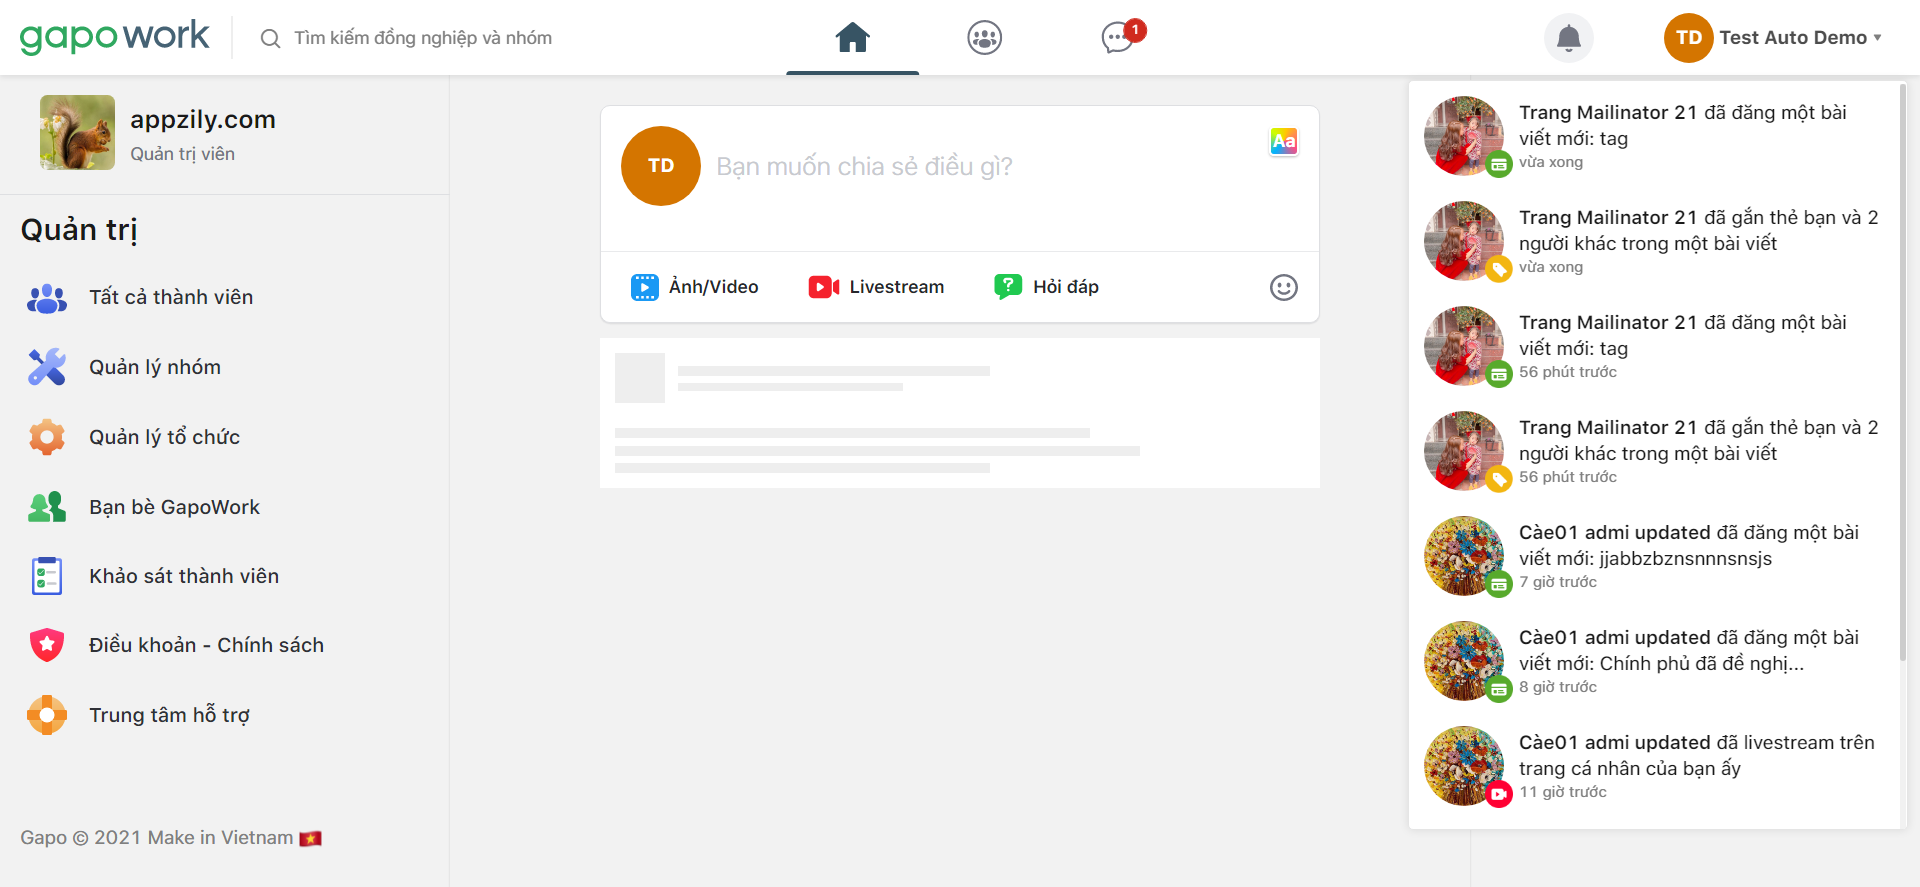 gapowork
Tìm kiếm đồng nghiệp và nhóm
1
TD
Test Auto Demo
appzily.com
Quản trị viên
Quản trị
Tất cả thành viên
Quản lý nhóm
Quản lý tổ chức
Bạn bè GapoWork
Khảo sát thành viên
Điều khoản - Chính sách
Trung tâm hỗ trợ
Gapo © 2021 Make in Vietnam
TD
Bạn muốn chia sẻ điều gì?
Aa
Ảnh/Video
Livestream
Hỏi đáp
Trang Mailinator 21 đã đăng một bài
viết mới: tag
vừa xong
Trang Mailinator 21 đã gắn thẻ bạn và 2
người khác trong một bài viết
vừa xong
Trang Mailinator 21 đã đăng một bài
viết mới: tag
56 phút trước
Trang Mailinator 21 đã gắn thẻ bạn và 2
người khác trong một bài viết
56 phút trước
Càe01 admi updated đã đăng một bài
viết mới: jjabbzbznsnnnsnsjs
7 giờ trước
Càe01 admi updated đã đăng một bài
viết mới: Chính phủ đã đề nghị...
8 giờ trước
Càe01 admi updated đã livestream trên
trang cá nhân của bạn ấy
11 giờ trước